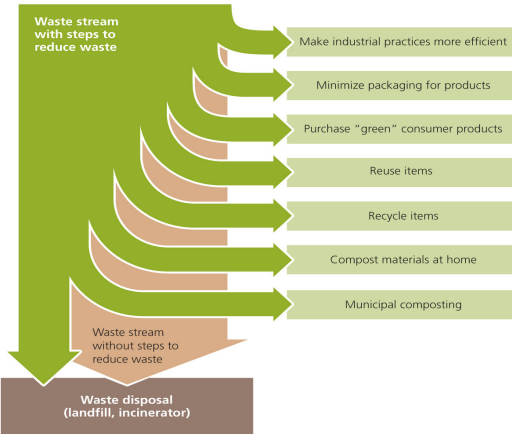 Waste stream
with steps to
reduce waste
Make industrial practices more efficient
Minimize packaging for products
Purchase “green” consumer products
Reuse items
Recycle items
Compost materials at home
Municipal composting
Waste stream
without steps to
reduce waste
Waste disposal
(landfill, incinerator)